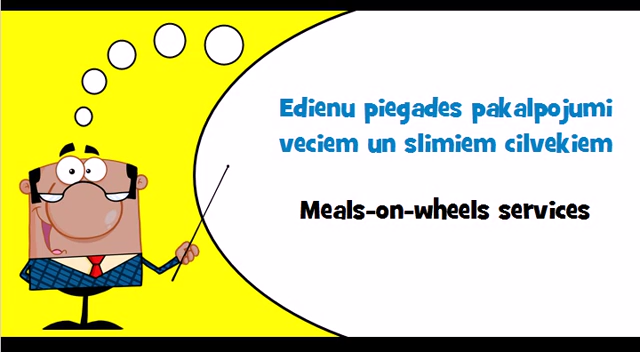 Edienu piegades pakalpojumi
veciem un slimiem cilvekiem
Meals-on-wheels services